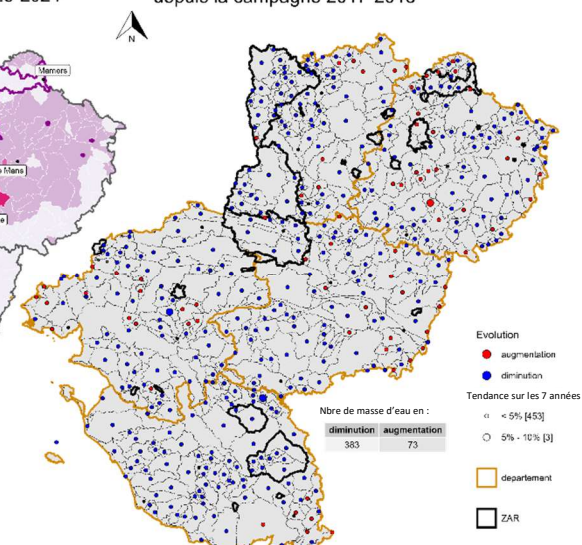 depuis la campagne 2017-2018
N
Mamers
Mans
Evolution
augmentation
diminution
Tendance sur les 7 années
< 5% [453]
5% - 10% [3]
Nbre de masse d'eau en :
diminution augmentation
383 73
departement
ZAR